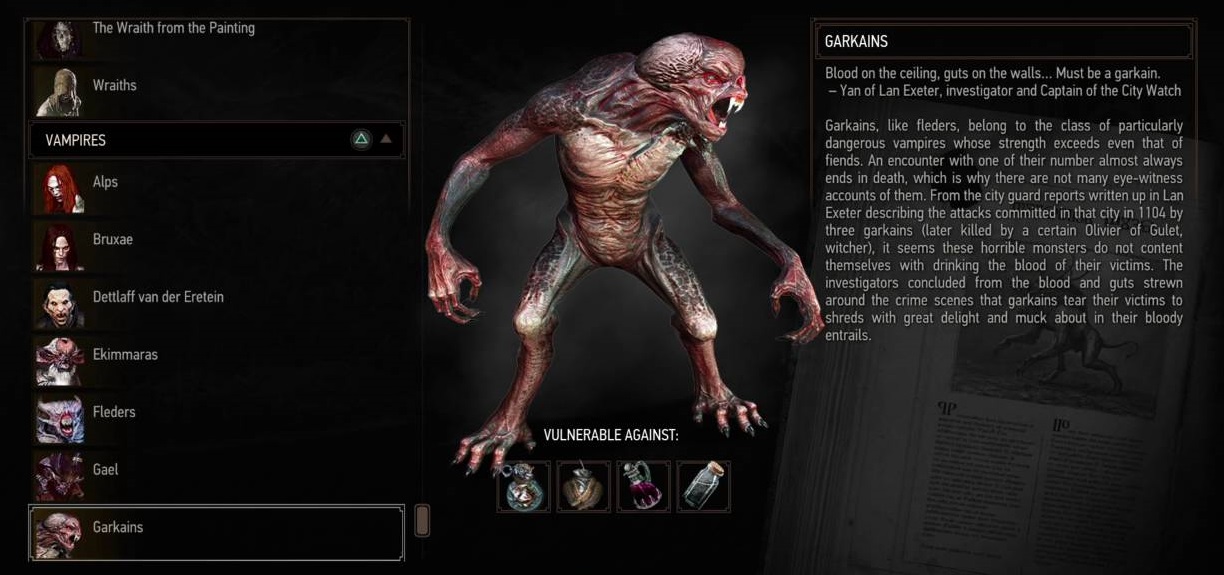 The Wraith from the Painting
Wraiths
VAMPIRES
Alps
Bruxae
Dettlaff van der Eretein
Ekimmaras
Fleders
Gael
Garkains
VULNERABLE AGAINST:
GARKAINS
Blood on the ceiling, guts on the walls... Must be a garkain.
– Yan of Lan Exeter, investigator and Captain of the City Watch
Garkains, like fleders, belong to the class of particularly
dangerous vampires whose strength exceeds even that of
fiends. An encounter with one of their number almost always
ends in death, which is why there are not many eye-witness
accounts of them. From the city guard reports written up in Lan
Exeter describing the attacks committed in that city in 1104 by
three garkains (later killed by a certain Olivier of Gulet,
witcher), it seems these horrible monsters do not content
themselves with drinking the blood of their victims. The
investigators concluded from the blood and guts strewn
around the crime scenes that garkains tear their victims to
shreds with great delight and muck about in their bloody
entrails.